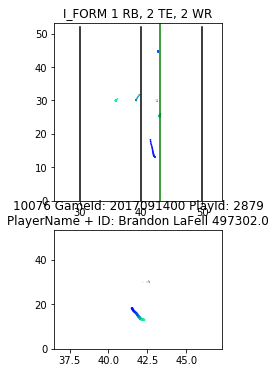 I_FORM 1 RB, 2 TE, 2 WR
50
40
30
20
10
0
30 40 50
10076 GameId: 2017091400 PlayId: 2879
PlayerName + ID: Brandon LaFell 497302.0
40
20
0
37.5 40.0 42.5 45.0